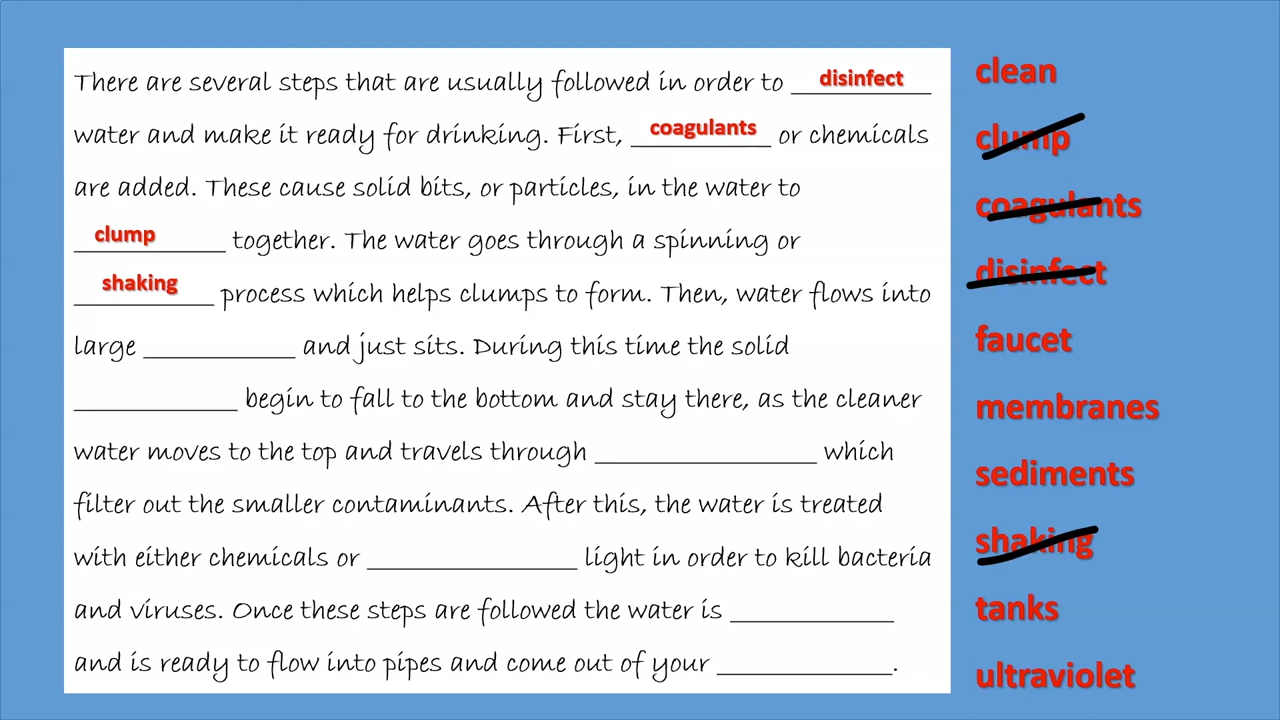 There are several steps that are usually followed in order to disinfect
water and make it ready for drinking. First, coagulants or chemicals
are added. These cause solid bits, or particles, in the water to
clump together. The water goes through a spinning or
shaking process which helps clumps to form. Then, water flows into
large ____________ and just sits. During this time the solid
_____________ begin to fall to the bottom and stay there, as the cleaner
water moves to the top and travels through __________________ which
filter out the smaller contaminants. After this, the water is treated
with either chemicals or _________________ light in order to kill bacteria
and viruses. Once these steps are followed the water is _____________
and is ready to flow into pipes and come out of your ______________.
clean
clump
coagulants
disinfect
faucet
membranes
sediments
shaking
tanks
ultraviolet